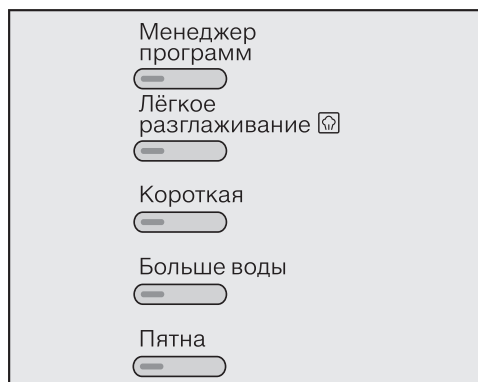 Менеджер
программ
Лёгкое
разглаживание
Короткая
Больше воды
Пятна